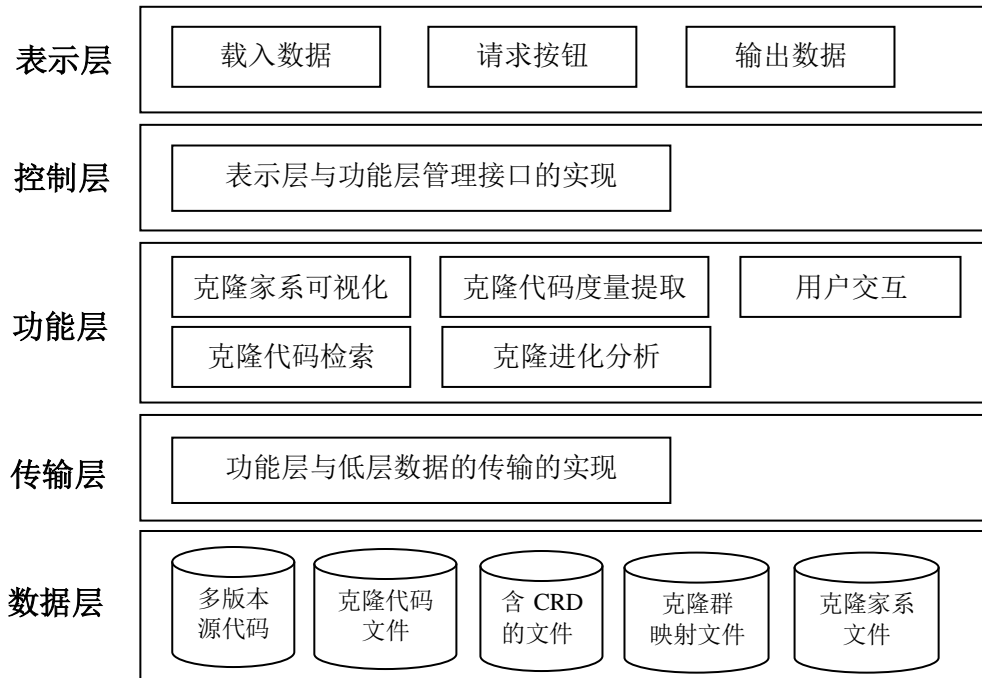 表示层
载入数据
请求按钮
输出数据
控制层
表示层与功能层管理接口的实现
功能层
克隆家系可视化
克隆代码度量提取
用户交互
克隆代码检索
克隆进化分析
传输层
功能层与低层数据的传输的实现
数据层
多版本
源代码
克隆代码
文件
含 CRD
的文件
克隆群
映射文件
克隆家系
文件